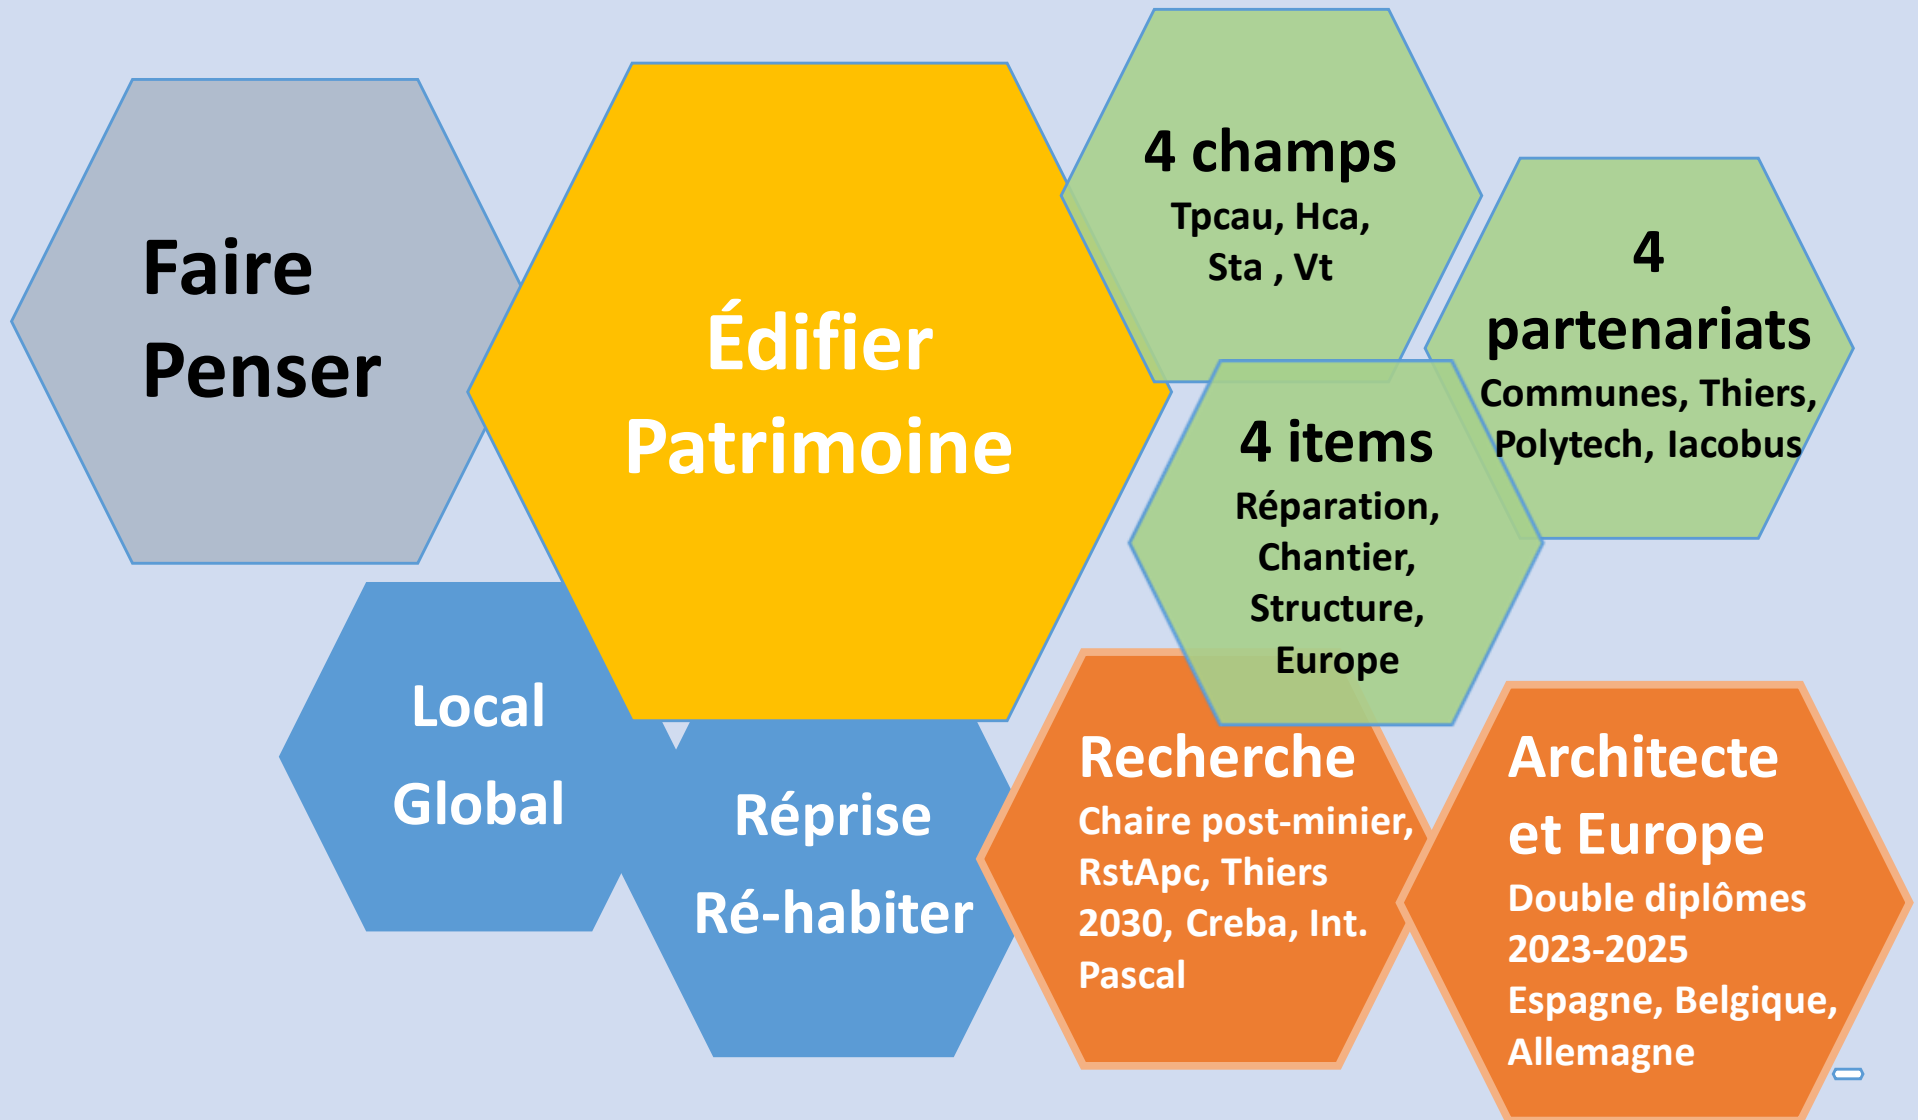 Faire
Penser
Édifier
Patrimoine
4 champs
Tpcau, Hca,
Sta , Vt
4
partenariats
Communes, Thiers,
Polytech, Iacobus
4 items
Réparation,
Chantier,
Structure,
Europe
Local
Global
Réprise
Ré-habiter
Recherche
Chaire post-minier,
RstApc, Thiers
2030, Creba, Int.
Pascal
Architecte
et Europe
Double diplômes
2023-2025
Espagne, Belgique,
Allemagne